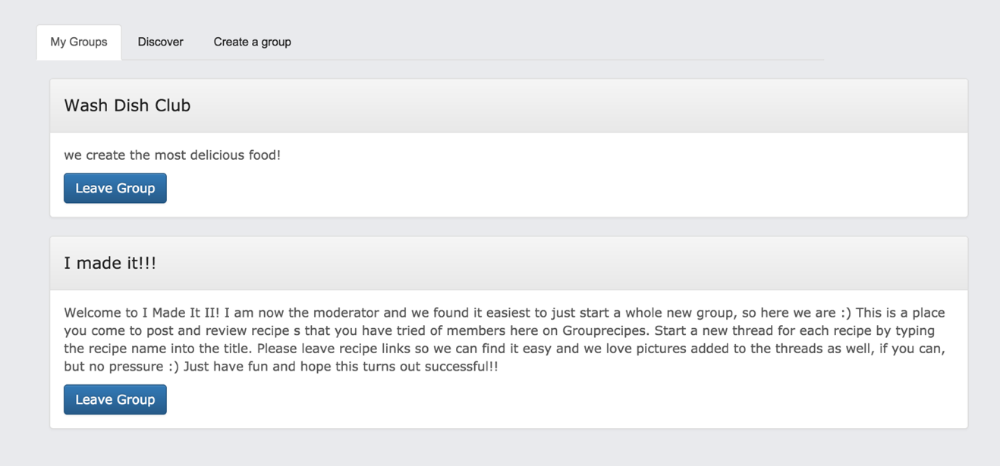 My Groups Discover Create a group
Wash Dish Club
we create the most delicious food!
Leave Group
I made it!!!
Welcome to I Made It II! I am now the moderator and we found it easiest to just start a whole new group, so here we are :) This is a place
you come to post and review recipe s that you have tried of members here on Grouprecipes. Start a new thread for each recipe by typing
the recipe name into the title. Please leave recipe links so we can find it easy and we love pictures added to the threads as well, if you can,
but no pressure :) Just have fun and hope this turns out successful!!
Leave Group